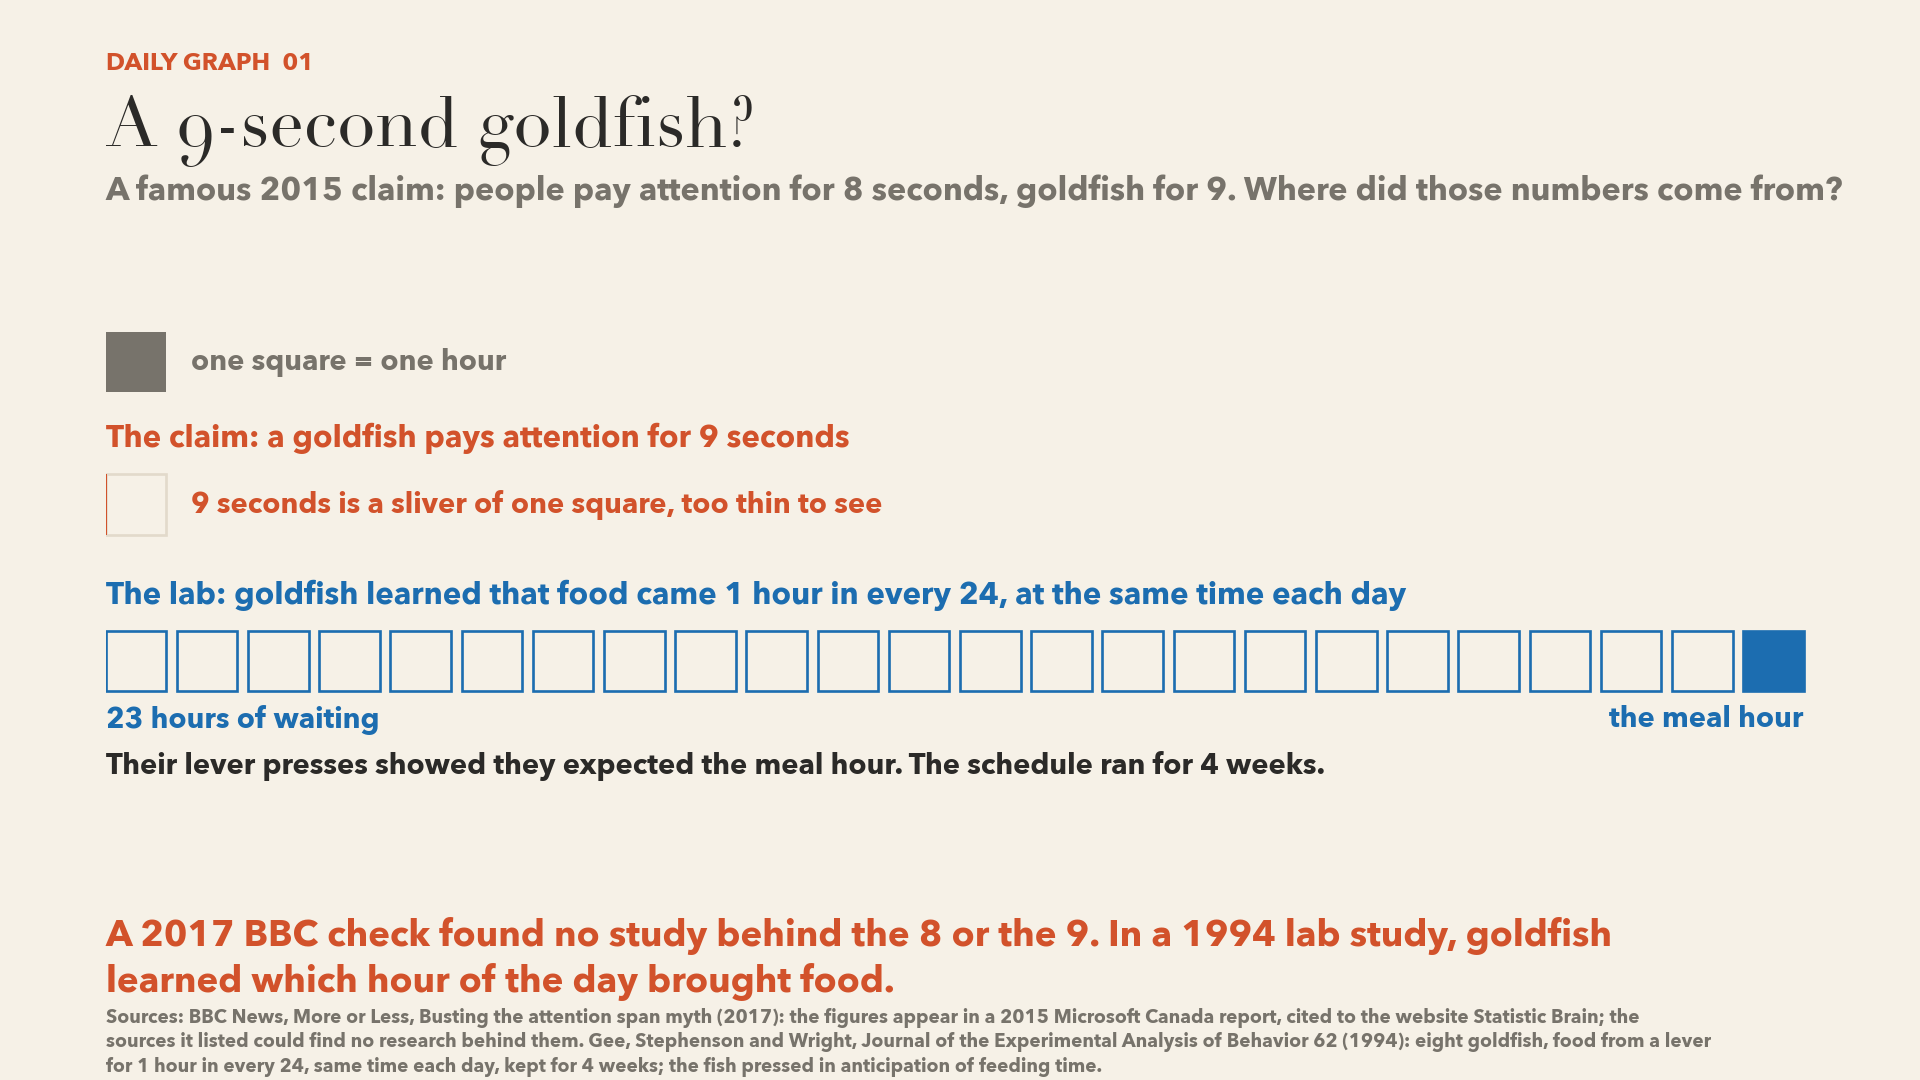 DAILY GRAPH 01
A 9-second goldfish?
A famous 2015 claim: people pay attention for 8 seconds, goldfish for 9. Where did those numbers come from?
one square = one hour
The claim: a goldfish pays attention for 9 seconds
9 seconds is a sliver of one square, too thin to see
The lab: goldfish learned that food came 1 hour in every 24, at the same time each day
23 hours of waiting
the meal hour
Their lever presses showed they expected the meal hour. The schedule ran for 4 weeks.
A 2017 BBC check found no study behind the 8 or the 9. In a 1994 lab study, goldfish
learned which hour of the day brought food.
Sources: BBC News, More or Less, Busting the attention span myth (2017): the figures appear in a 2015 Microsoft Canada report, cited to the website Statistic Brain; the
sources it listed could find no research behind them. Gee, Stephenson and Wright, Journal of the Experimental Analysis of Behavior 62 (1994): eight goldfish, food from a lever
for 1 hour in every 24, same time each day, kept for 4 weeks; the fish pressed in anticipation of feeding time.